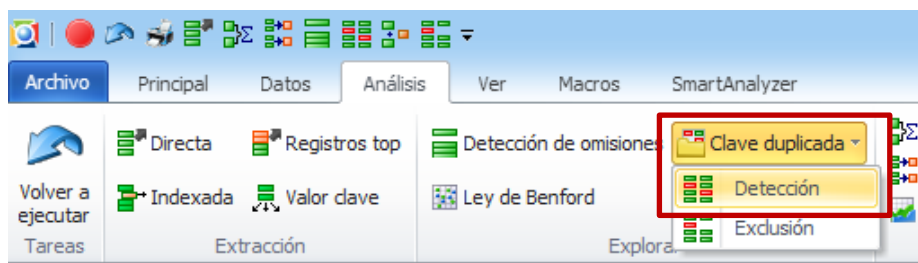 Archivo Principal Datos Análisis Ver Macros SmartAnalyzer
Directa Registros top Detección de omisiones Clave duplicada
Volver a ejecutar
Indexada Valor clave Ley de Benford Detección
Exclusión
Tareas Extracción